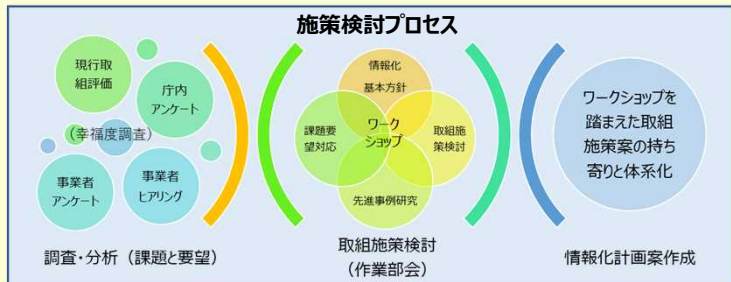 施策検討プロセス
現行取
組評価
庁内
アンケート
(幸福度調査)
事業者
アンケート
事業者
ヒアリング
調査・分析（課題と要望）
情報化
基本方針
課題要
望対応
ワーク
ショップ
取組施
策検討
先進事例研究
取組施策検討
（作業部会）
ワークショップを
踏まえた取組
施策案の持ち
寄りと体系化
情報化計画案作成